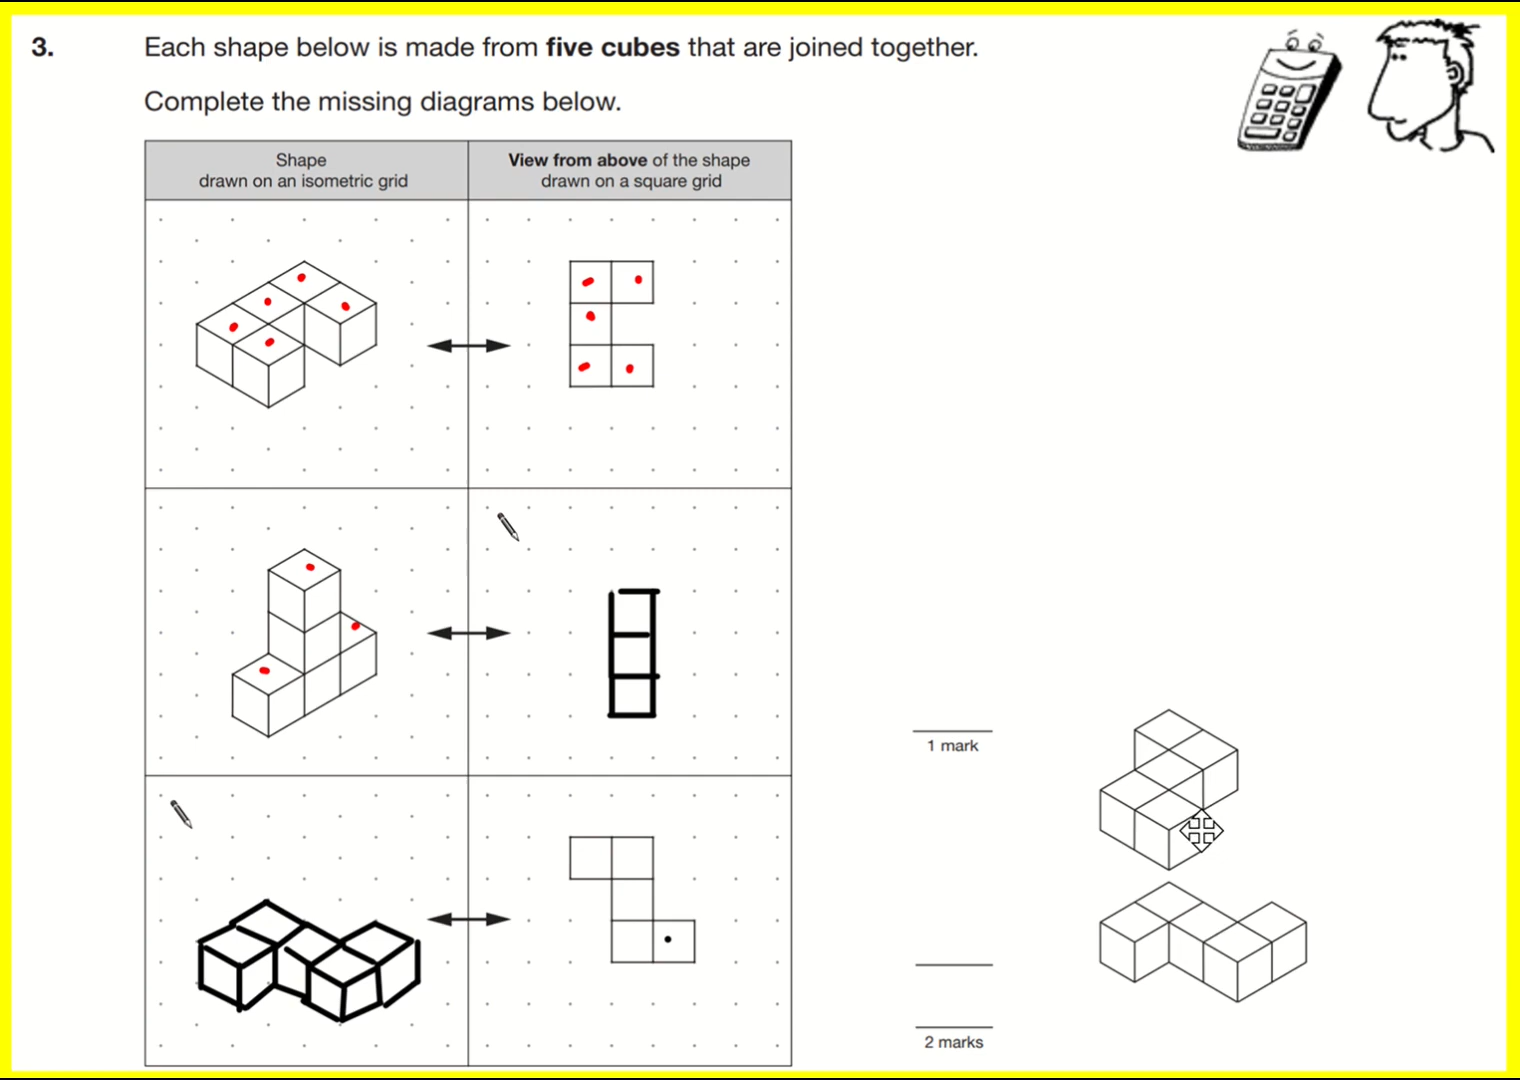 3. Each shape below is made from five cubes that are joined together.
Complete the missing diagrams below.
Shape
drawn on an isometric grid
View from above of the shape
drawn on a square grid
1 mark
2 marks